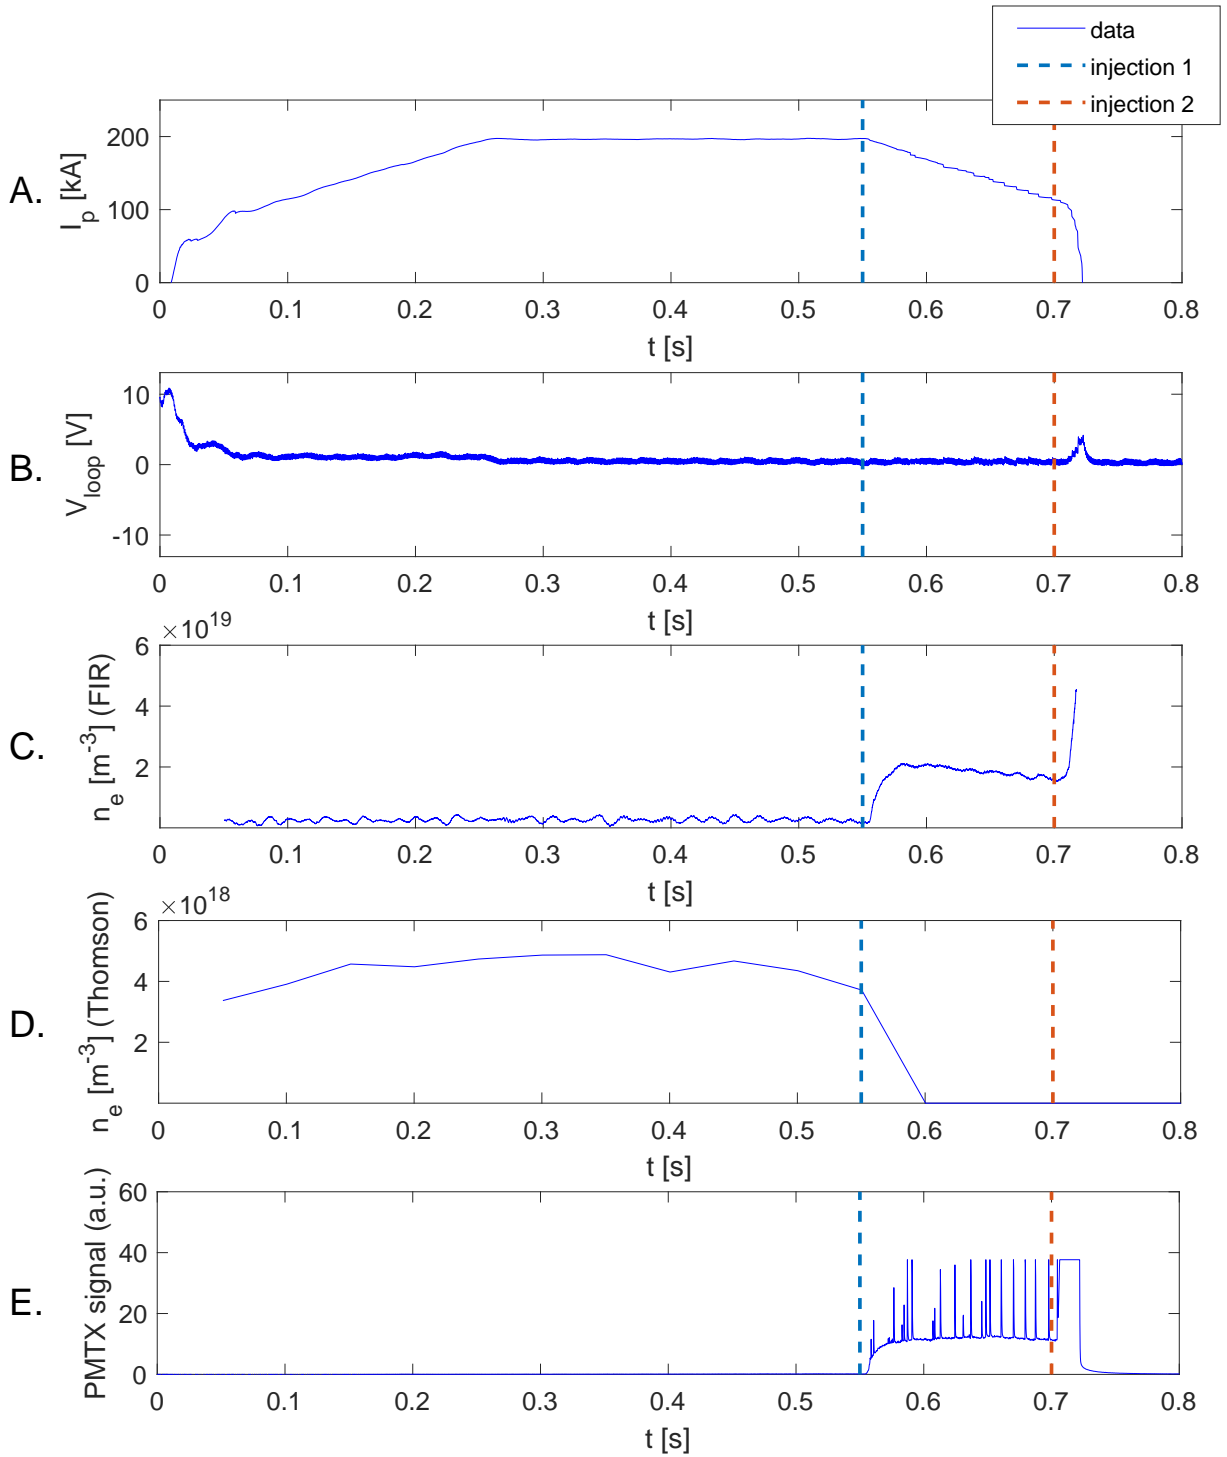 data
injection 1
injection 2
A.
I_p [kA]
200
100
0
0 0.1 0.2 0.3 0.4 0.5 0.6 0.7 0.8
t [s]
B.
V_loop [V]
10
0
-10
0 0.1 0.2 0.3 0.4 0.5 0.6 0.7 0.8
t [s]
×10^19
C.
n_e [m^-3] (FIR)
6
4
2
0 0.1 0.2 0.3 0.4 0.5 0.6 0.7 0.8
t [s]
×10^18
D.
n_e [m^-3] (Thomson)
6
4
2
0 0.1 0.2 0.3 0.4 0.5 0.6 0.7 0.8
t [s]
E.
PMTX signal (a.u.)
60
40
20
0
0 0.1 0.2 0.3 0.4 0.5 0.6 0.7 0.8
t [s]